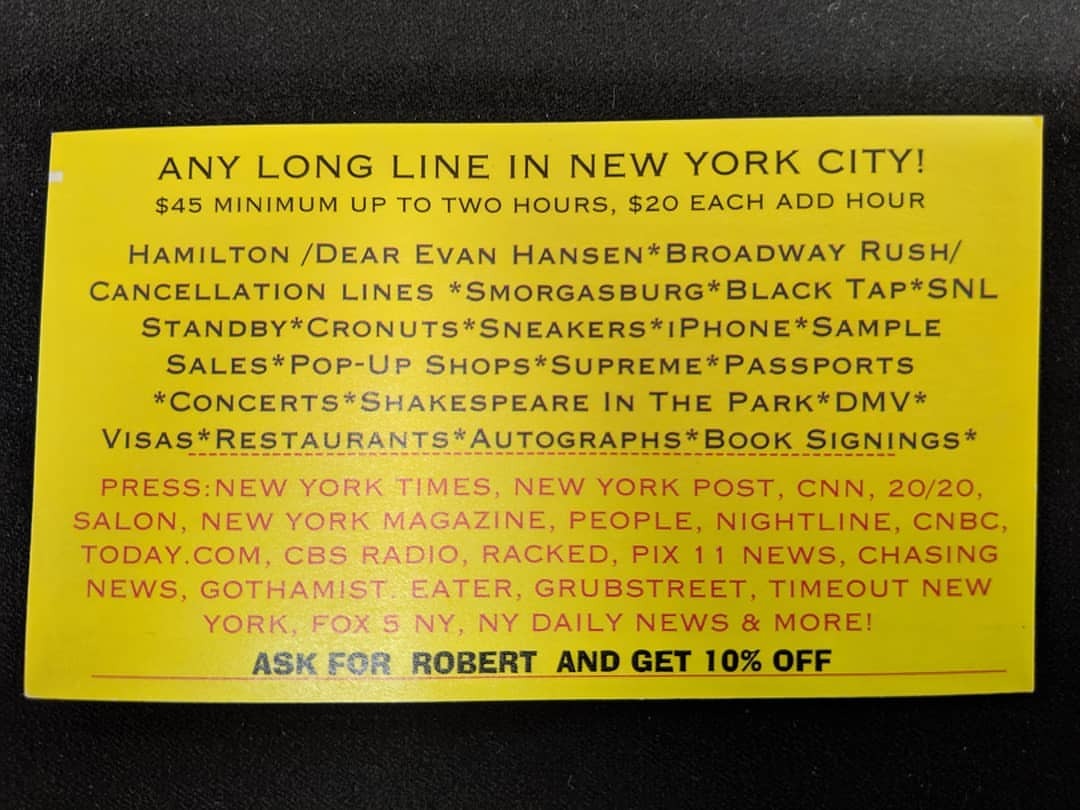 ANY LONG LINE IN NEW YORK CITY!
$45 MINIMUM UP TO TWO HOURS, $20 EACH ADD HOUR
HAMILTON /DEAR EVAN HANSEN*BROADWAY RUSH/
CANCELLATION LINES *SMORGASBURG*BLACK TAP*SNL
STANDBY*CRONUTS*SNEAKERS*iPHONE*SAMPLE
SALES*POP-UP SHOPS*SUPREME*PASSPORTS
*CONCERTS*SHAKESPEARE IN THE PARK*DMV*
VISAS*RESTAURANTS*AUTOGRAPHS*BOOK SIGNINGS*
PRESS:NEW YORK TIMES, NEW YORK POST, CNN, 20/20,
SALON, NEW YORK MAGAZINE, PEOPLE, NIGHTLINE, CNBC,
TODAY.COM, CBS RADIO, RACKED, PIX 11 NEWS, CHASING
NEWS, GOTHAMIST. EATER, GRUBSTREET, TIMEOUT NEW
YORK, FOX 5 NY, NY DAILY NEWS & MORE!
ASK FOR ROBERT AND GET 10% OFF